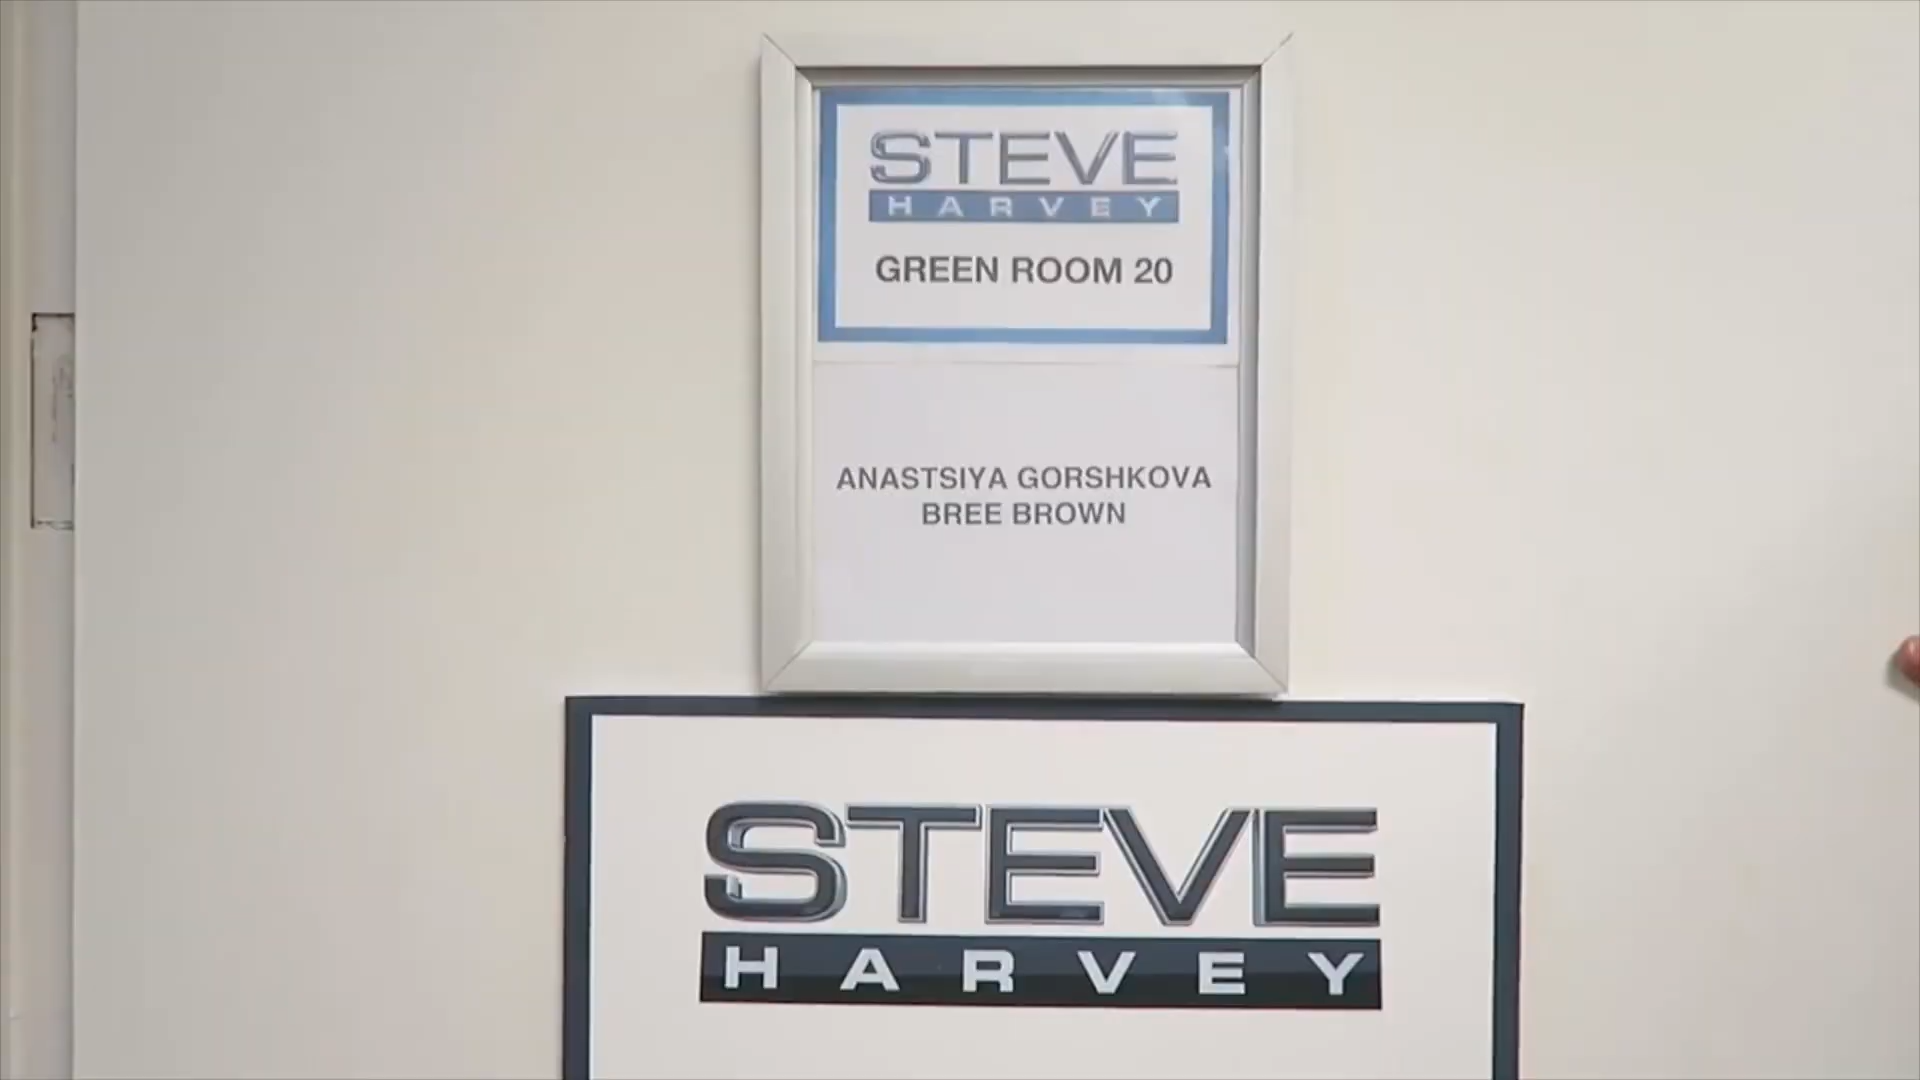 STEVE
HARVEY
GREEN ROOM 20
ANASTSIYA GORSHKOVA
BREE BROWN
STEVE
HARVEY